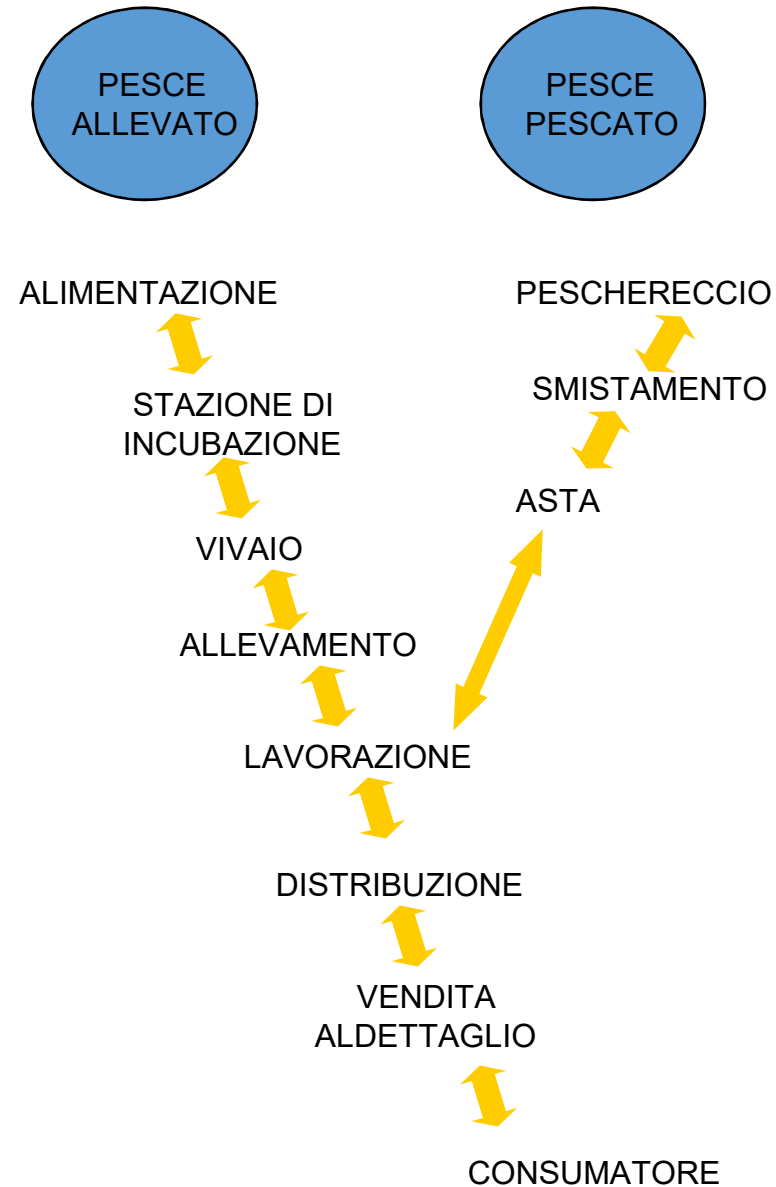 PESCE
ALLEVATO
PESCE
PESCATO
ALIMENTAZIONE
PESCHERECCIO
STAZIONE DI
INCUBAZIONE
SMISTAMENTO
ASTA
VIVAIO
ALLEVAMENTO
LAVORAZIONE
DISTRIBUZIONE
VENDITA
ALDETTAGLIO
CONSUMATORE